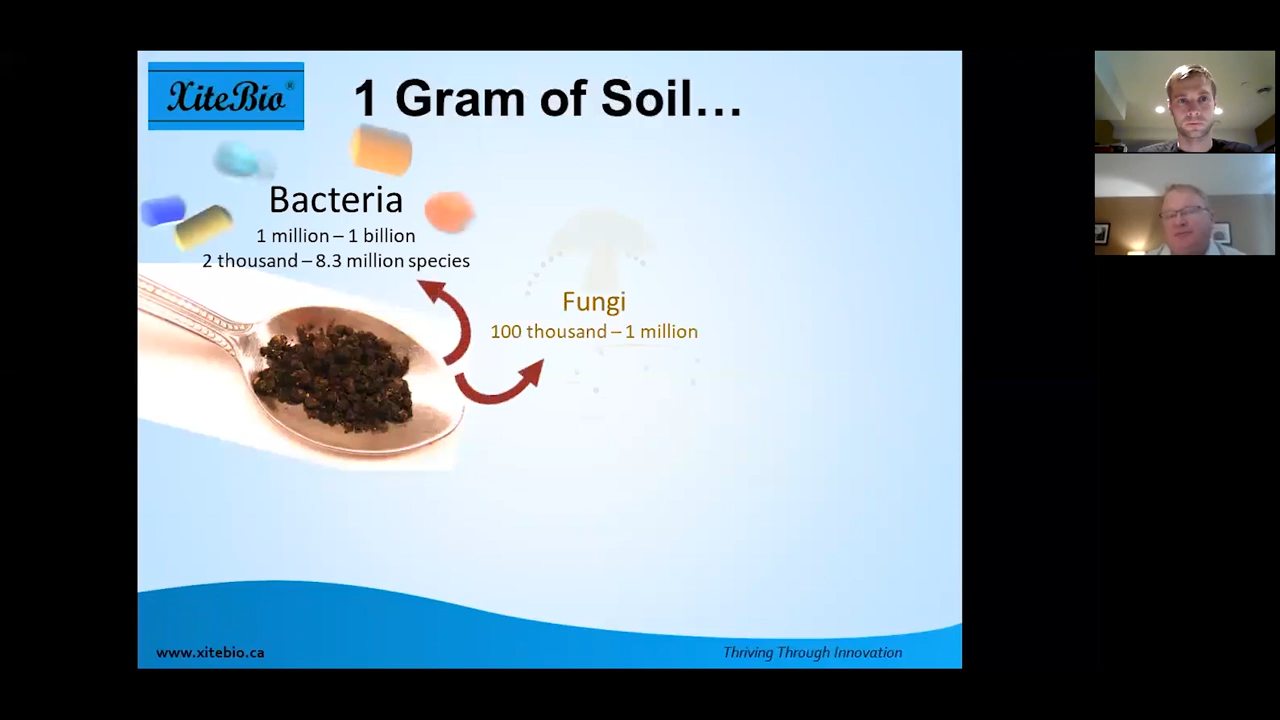 XiteBio®
1 Gram of Soil...
Bacteria
1 million – 1 billion
2 thousand – 8.3 million species
Fungi
100 thousand – 1 million
www.xitebio.ca
Thriving Through Innovation